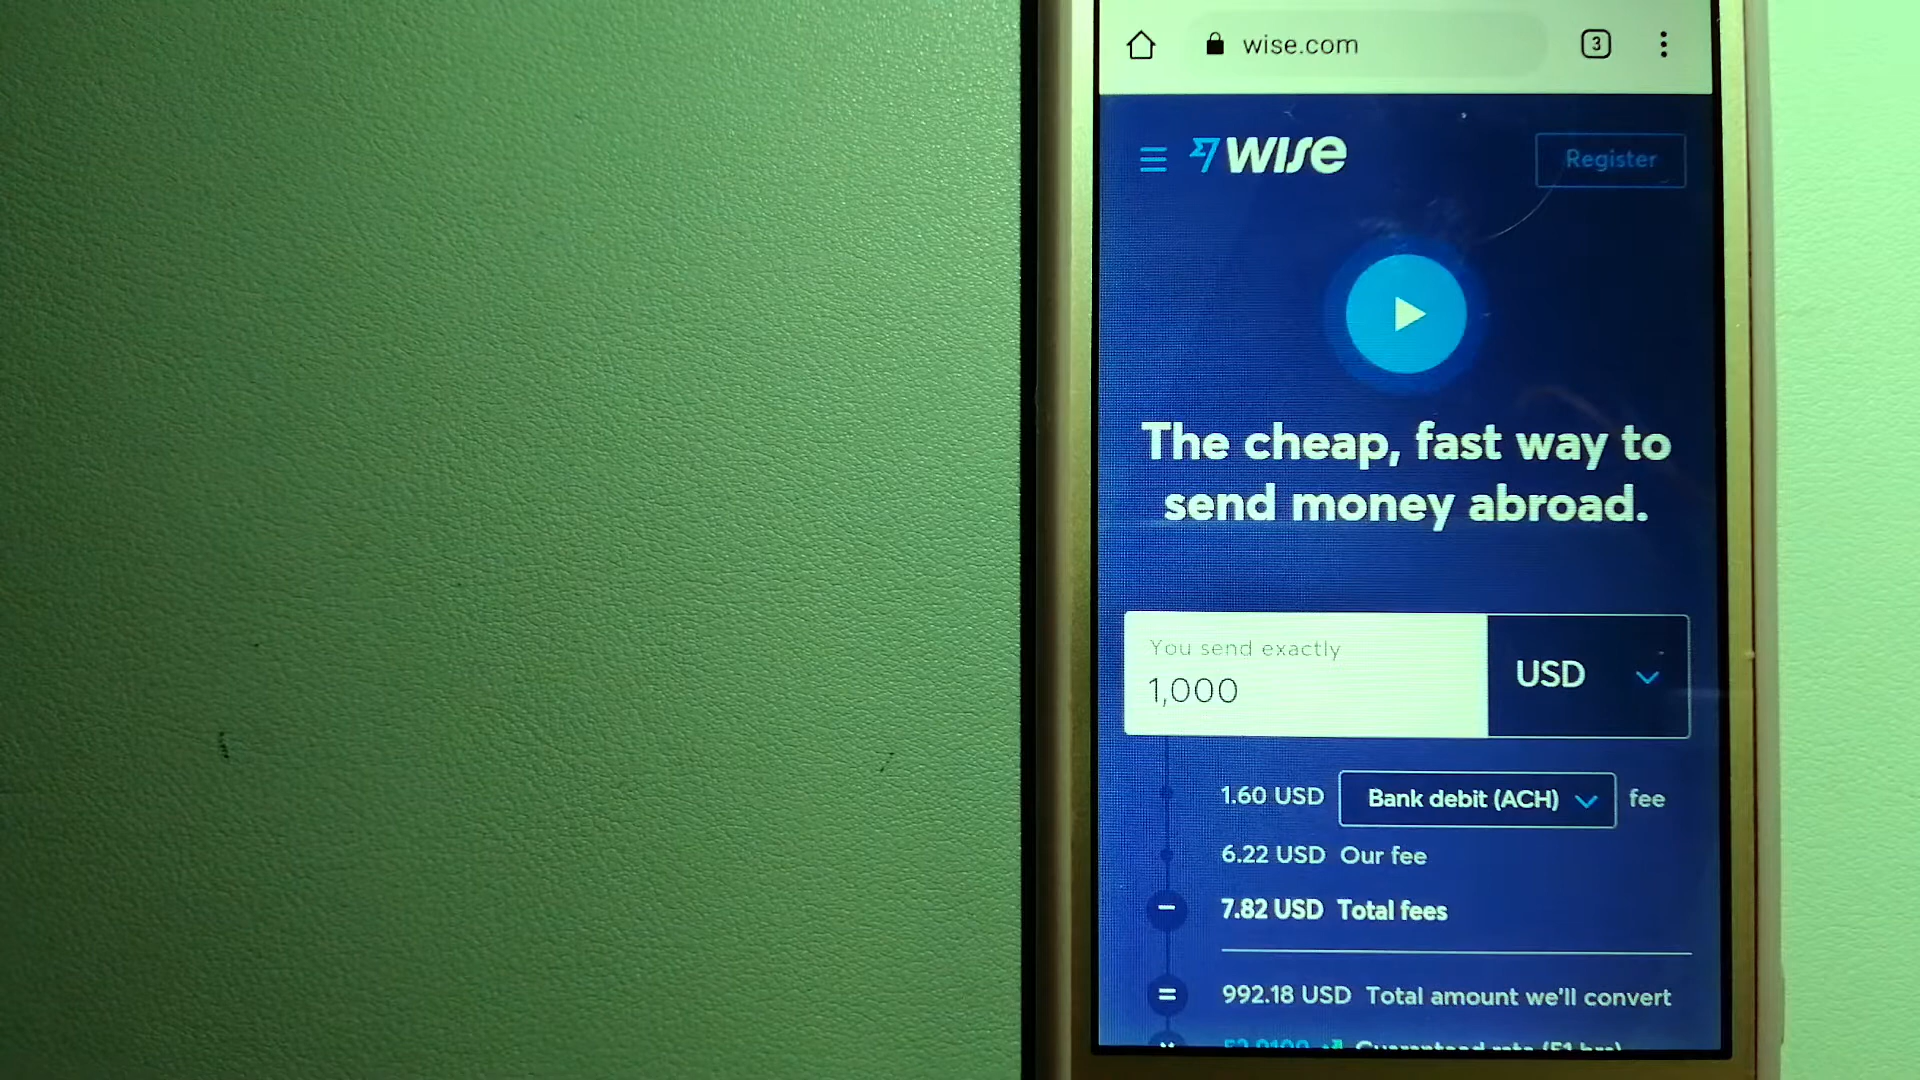 wise.com
3
wise
Register
The cheap, fast way to
send money abroad.
You send exactly
1,000
USD
1.60 USD Bank debit (ACH) fee
6.22 USD Our fee
7.82 USD Total fees
992.18 USD Total amount we'll convert
Guaranteed rate